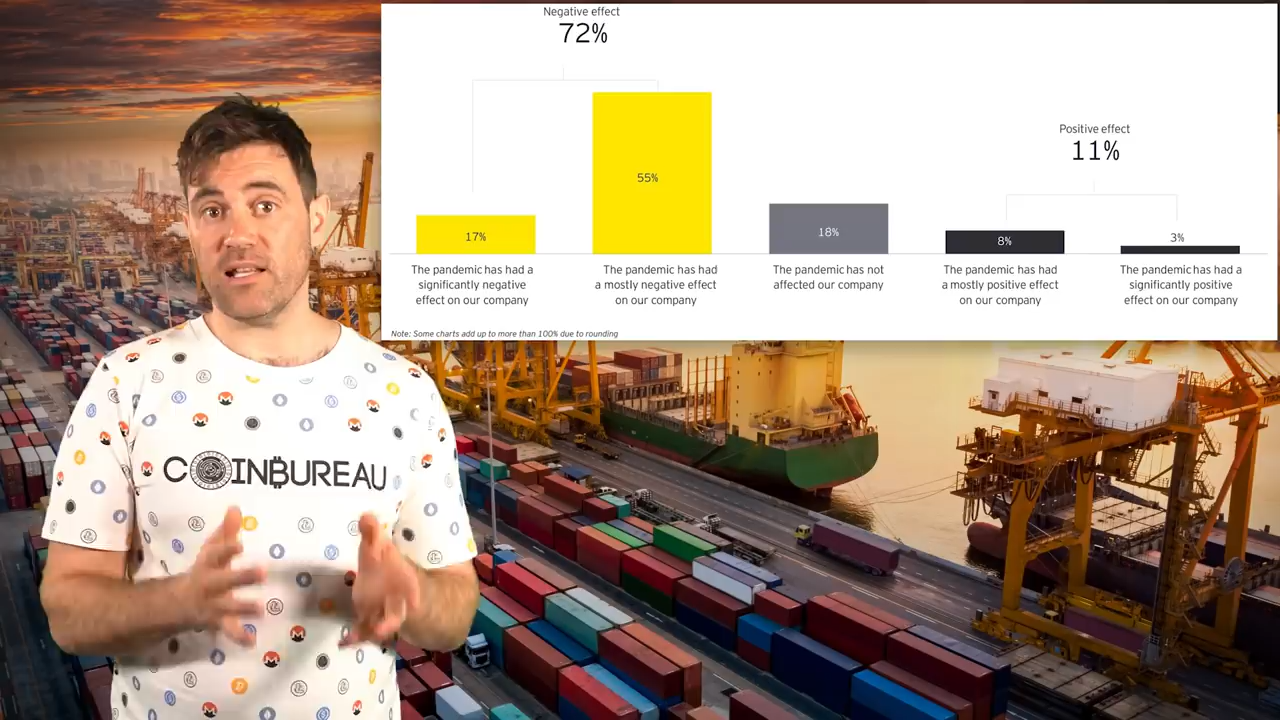 Negative effect
72%
Positive effect
11%
55%
17%
18%
8%
3%
The pandemic has had a
significantly negative
effect on our company
The pandemic has had
a mostly negative effect
on our company
The pandemic has not
affected our company
The pandemic has had
a mostly positive effect
on our company
The pandemic has had a
significantly positive
effect on our company
Note: Some charts add up to more than 100% due to rounding
COINBUREAU